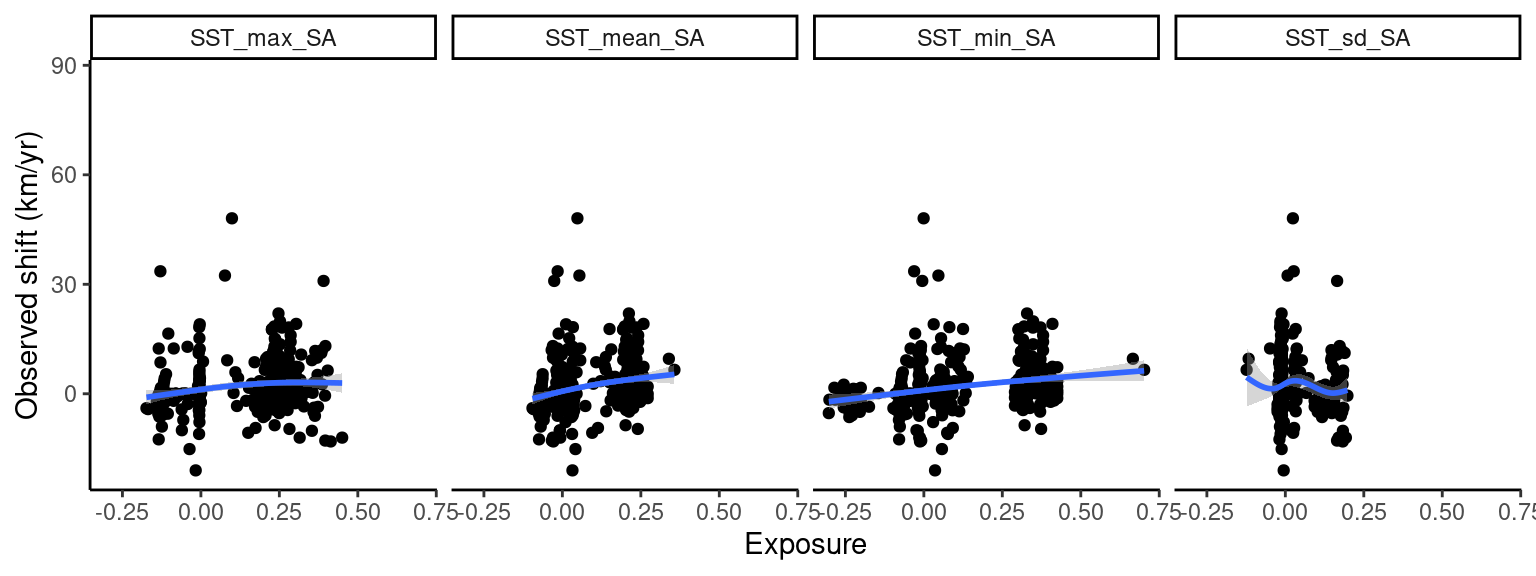 SST_max_SA SST_mean_SA SST_min_SA SST_sd_SA
90
60
30
0
Observed shift (km/yr)
-0.25 0.00 0.25 0.50 0.75 -0.25 0.00 0.25 0.50 0.75 -0.25 0.00 0.25 0.50 0.75 -0.25 0.00 0.25 0.50 0.75
Exposure